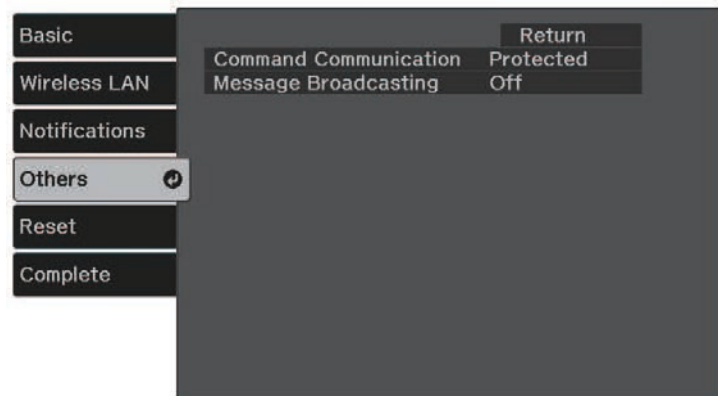 Basic
Wireless LAN
Notifications
Others
Reset
Complete
Return
Command Communication Protected
Message Broadcasting Off